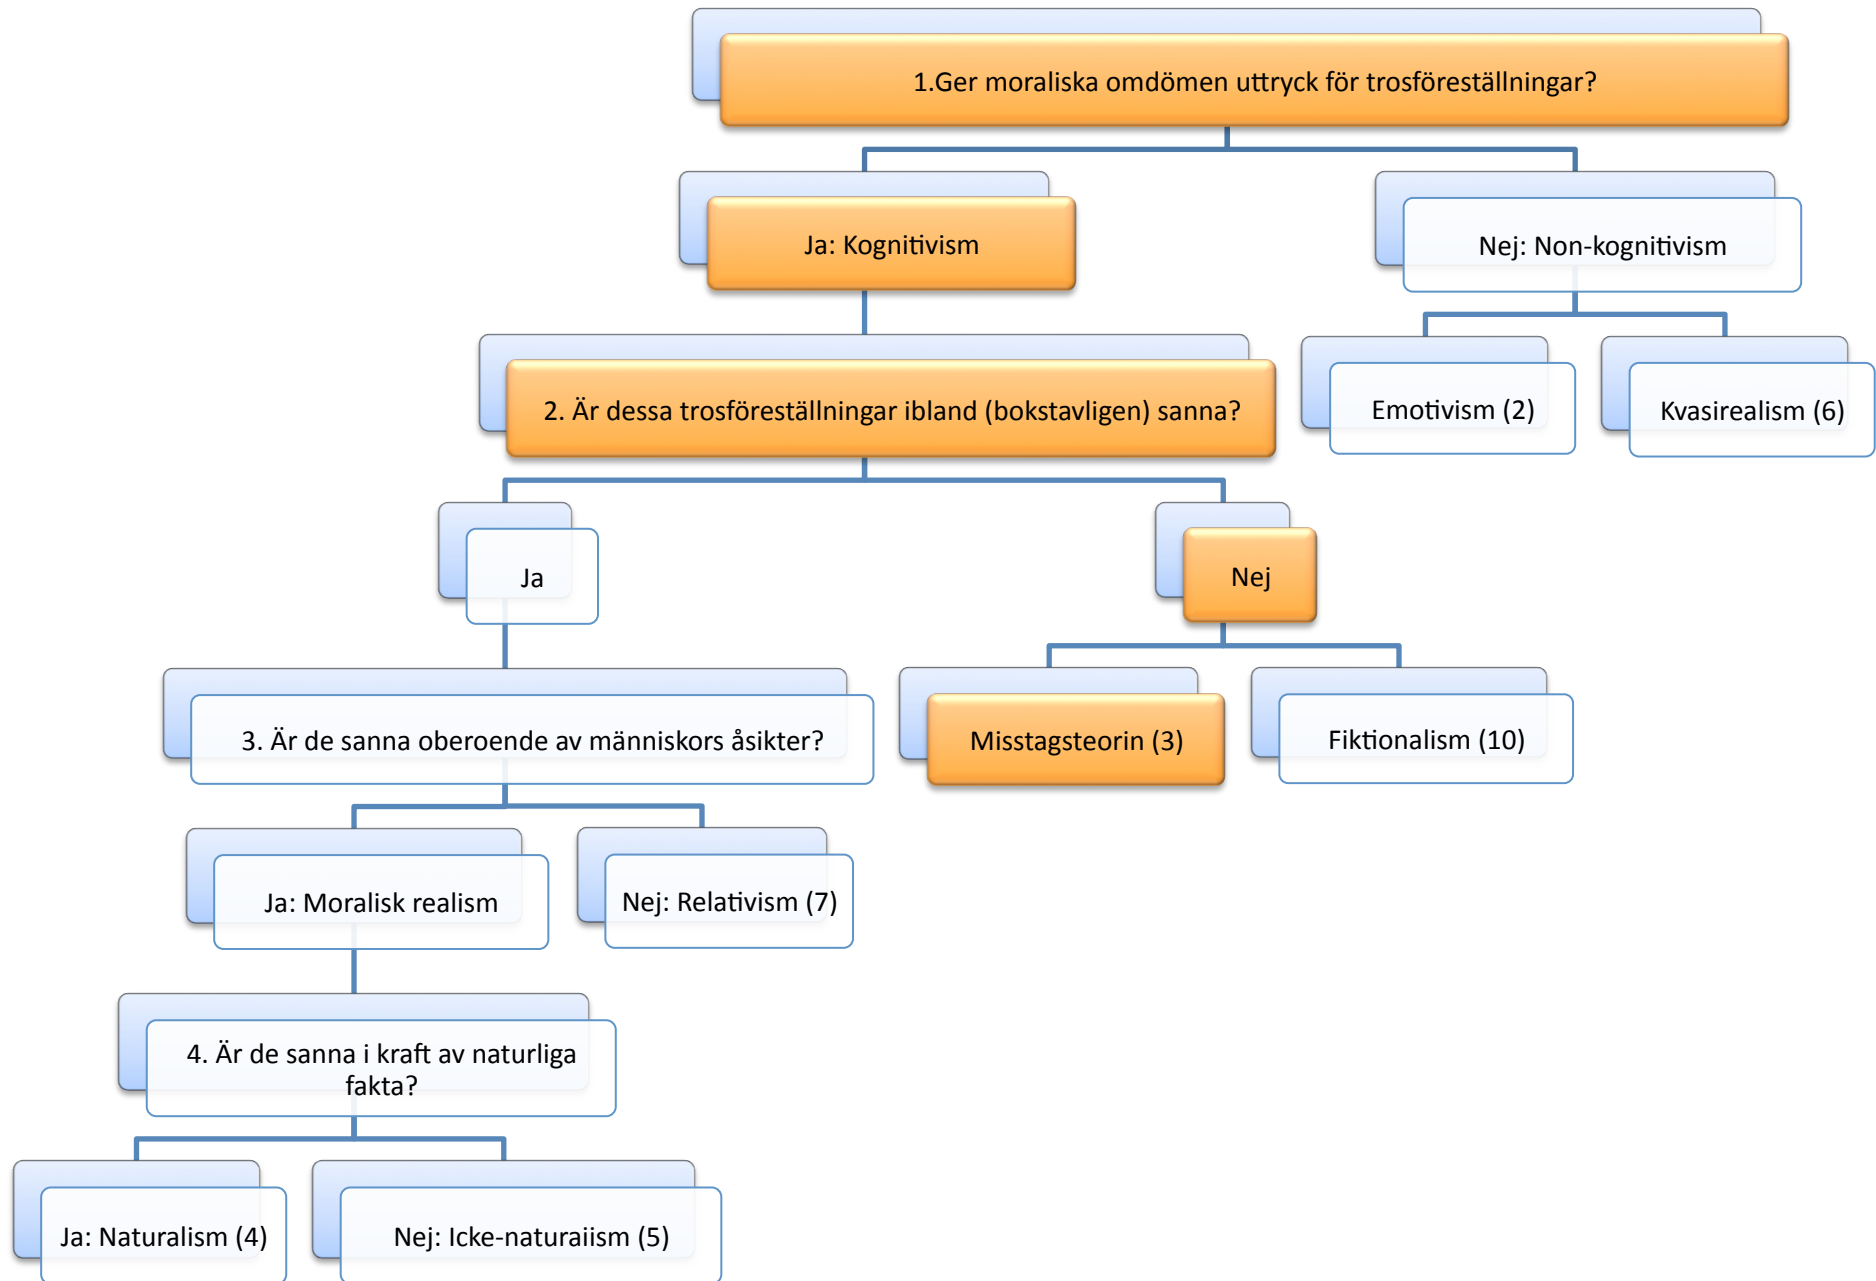 1.Ger moraliska omdömen uttryck för trosföreställningar?
Ja: Kognitivism
Nej: Non-kognitivism
2. Är dessa trosföreställningar ibland (bokstavligen) sanna?
Emotivism (2)
Kvasirealism (6)
Ja
Nej
3. Är de sanna oberoende av människors åsikter?
Misstagsteorin (3)
Fiktionalism (10)
Ja: Moralisk realism
Nej: Relativism (7)
4. Är de sanna i kraft av naturliga
fakta?
Ja: Naturalism (4)
Nej: Icke-naturaiism (5)